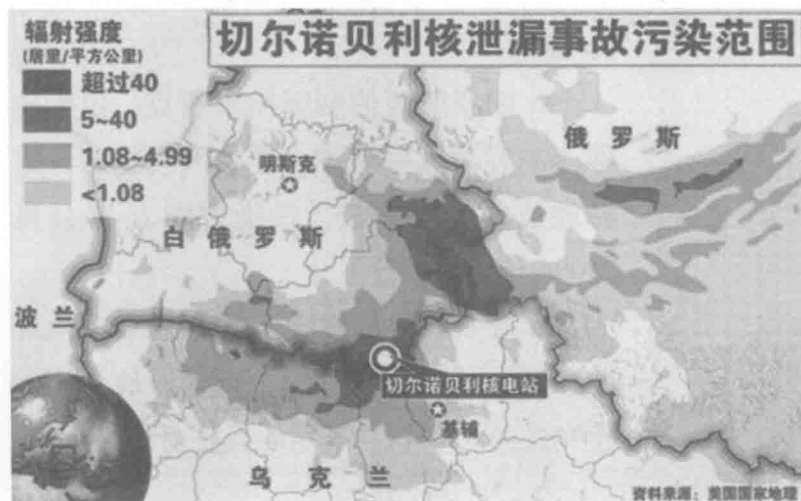 切尔诺贝利核泄漏事故污染范围
辐射强度
(居里/平方公里)
超过40
5~40
1.08~4.99
<1.08
俄罗斯
明斯克
白俄罗斯
波兰
切尔诺贝利核电站
基辅
乌克兰
资料来源：美国国家地理